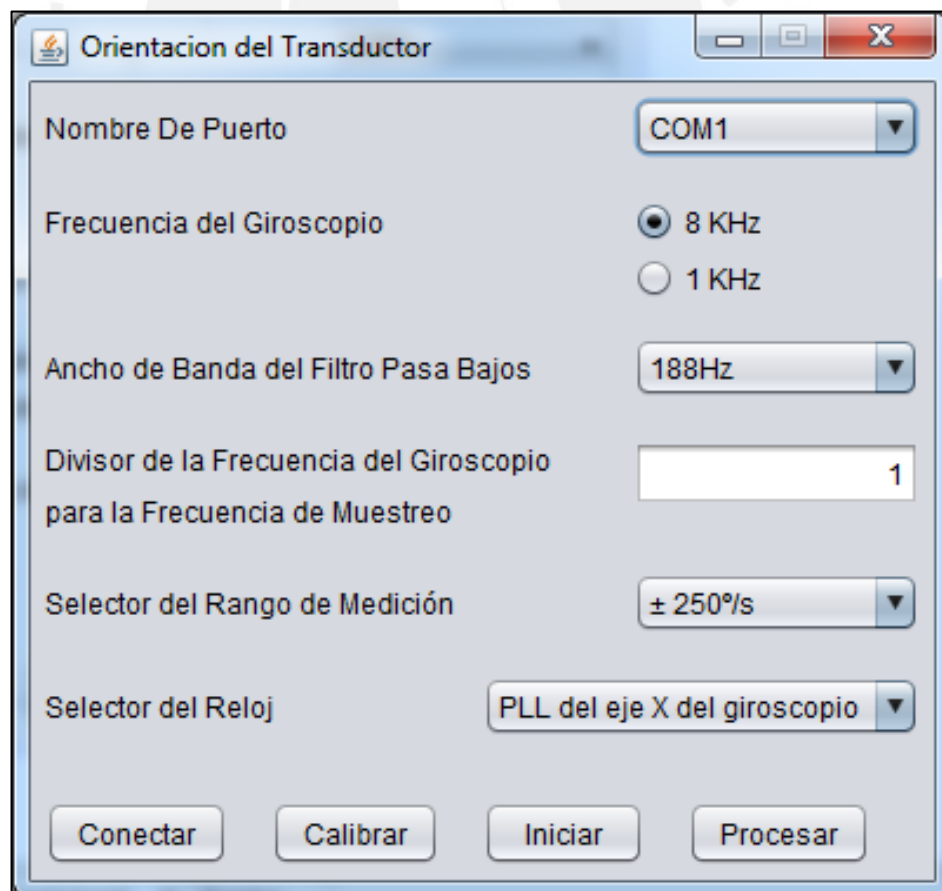 Orientacion del Transductor
Nombre De Puerto COM1
Frecuencia del Giroscopio 8 KHz
1 KHz
Ancho de Banda del Filtro Pasa Bajos 188Hz
Divisor de la Frecuencia del Giroscopio
para la Frecuencia de Muestreo 1
Selector del Rango de Medición ± 250º/s
Selector del Reloj PLL del eje X del giroscopio
Conectar Calibrar Iniciar Procesar